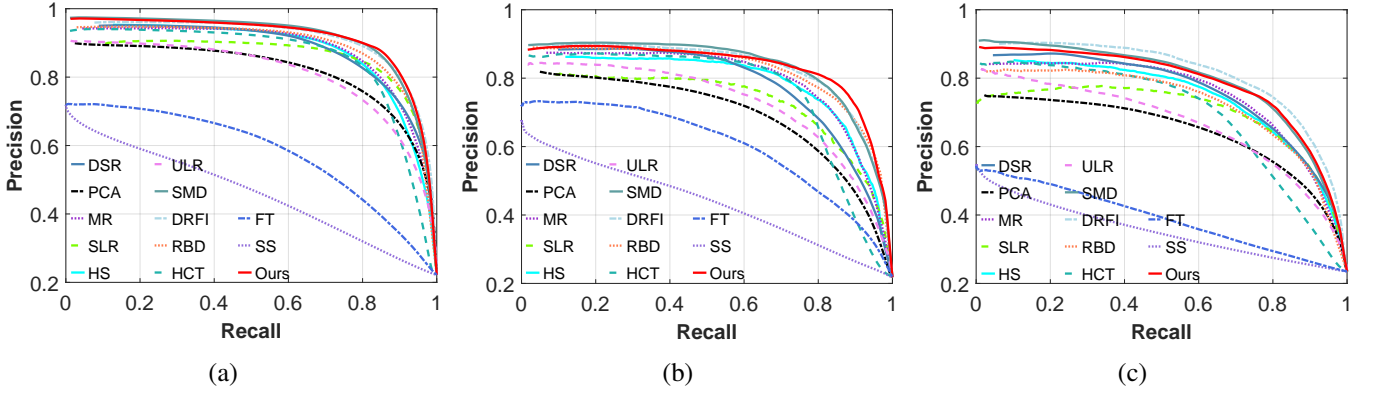 1
0.8
0.6
0.4
0.2
Precision
DSR ULR
PCA SMD
MR DRFI FT
SLR RBD SS
HS HCT Ours
0 0.2 0.4 0.6 0.8 1
Recall
(a)
1
0.8
0.6
0.4
0.2
Precision
DSR ULR
PCA SMD
MR DRFI FT
SLR RBD SS
HS HCT Ours
0 0.2 0.4 0.6 0.8 1
Recall
(b)
1
0.8
0.6
0.4
0.2
Precision
DSR ULR
PCA SMD
MR DRFI FT
SLR RBD SS
HS HCT Ours
0 0.2 0.4 0.6 0.8 1
Recall
(c)